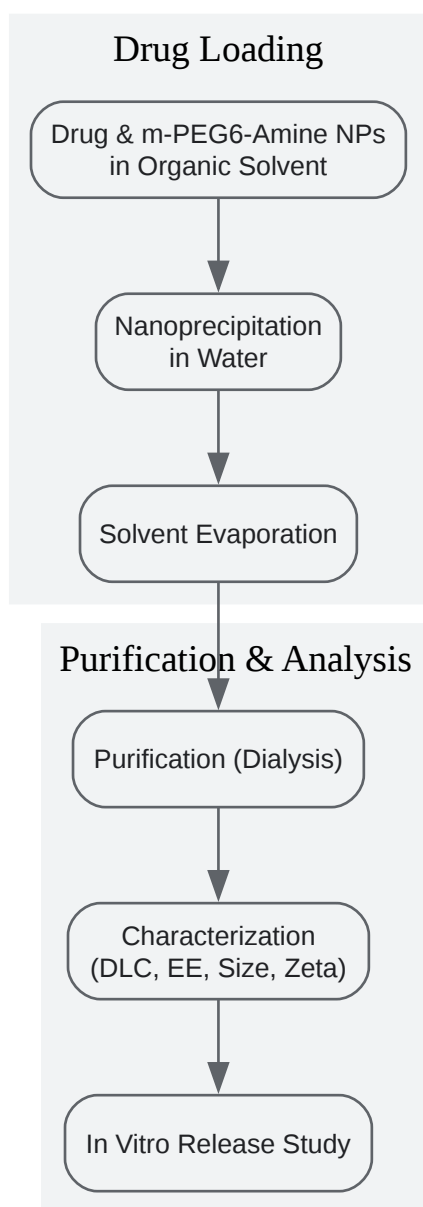 Drug Loading
Drug & m-PEG6-Amine NPs
in Organic Solvent
Nanoprecipitation
in Water
Solvent Evaporation
Purification & Analysis
Purification (Dialysis)
Characterization
(DLC, EE, Size, Zeta)
In Vitro Release Study